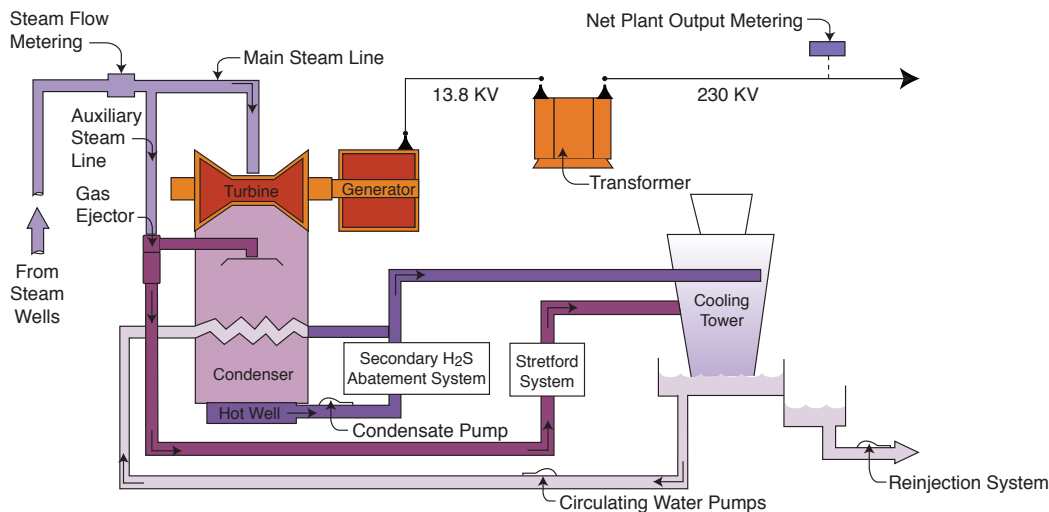 Steam Flow
Metering
Main Steam Line
Net Plant Output Metering
13.8 KV
230 KV
Auxiliary
Steam
Line
Transformer
Turbine
Generator
Gas
Ejector
From
Steam
Wells
Cooling
Tower
Condenser
Secondary H2S
Abatement System
Stretford
System
Hot Well
Condensate Pump
Circulating Water Pumps
Reinjection System